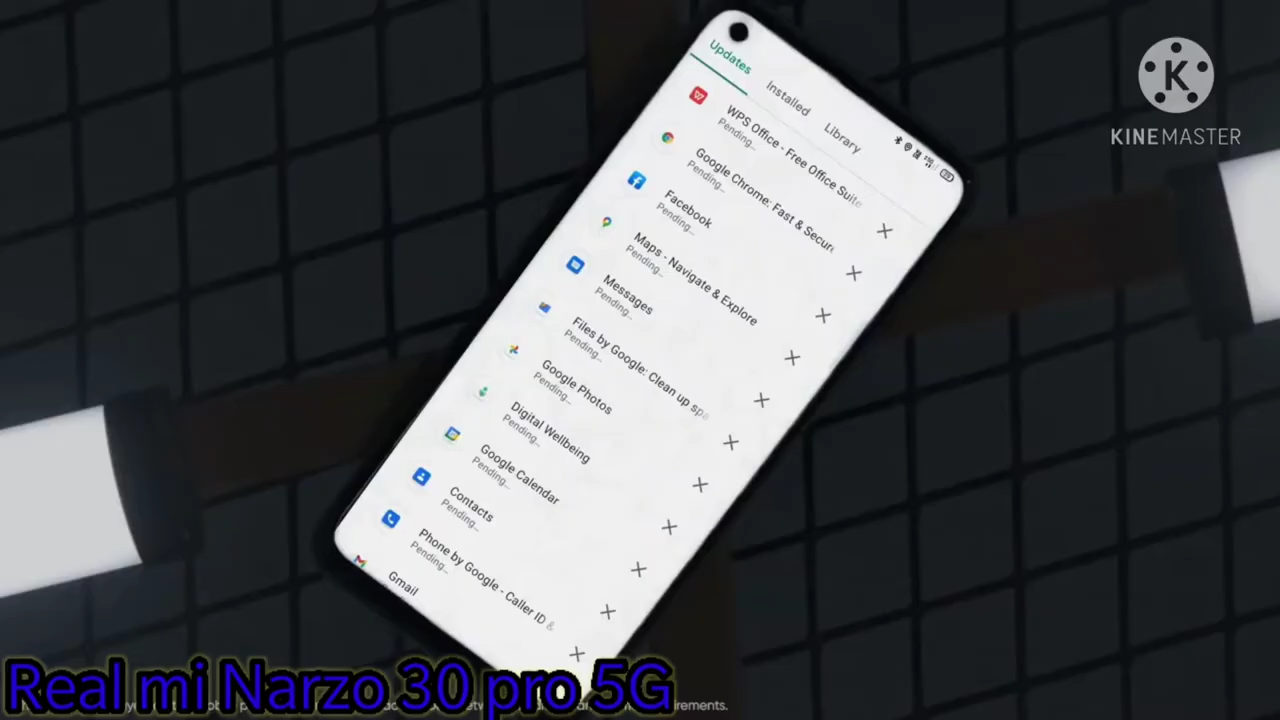 Updates
Installed
Library
WPS Office - Free Office Suite
Pending...
Google Chrome: Fast & Secure
Pending...
Facebook
Pending...
Maps - Navigate & Explore
Pending...
Messages
Pending...
Files by Google: Clean up spa
Pending...
Google Photos
Pending...
Digital Wellbeing
Pending...
Google Calendar
Pending...
Contacts
Pending...
Phone by Google - Caller ID &
Pending...
Gmail
K
KINEMASTER
Real mi Narzo 30 pro 5G